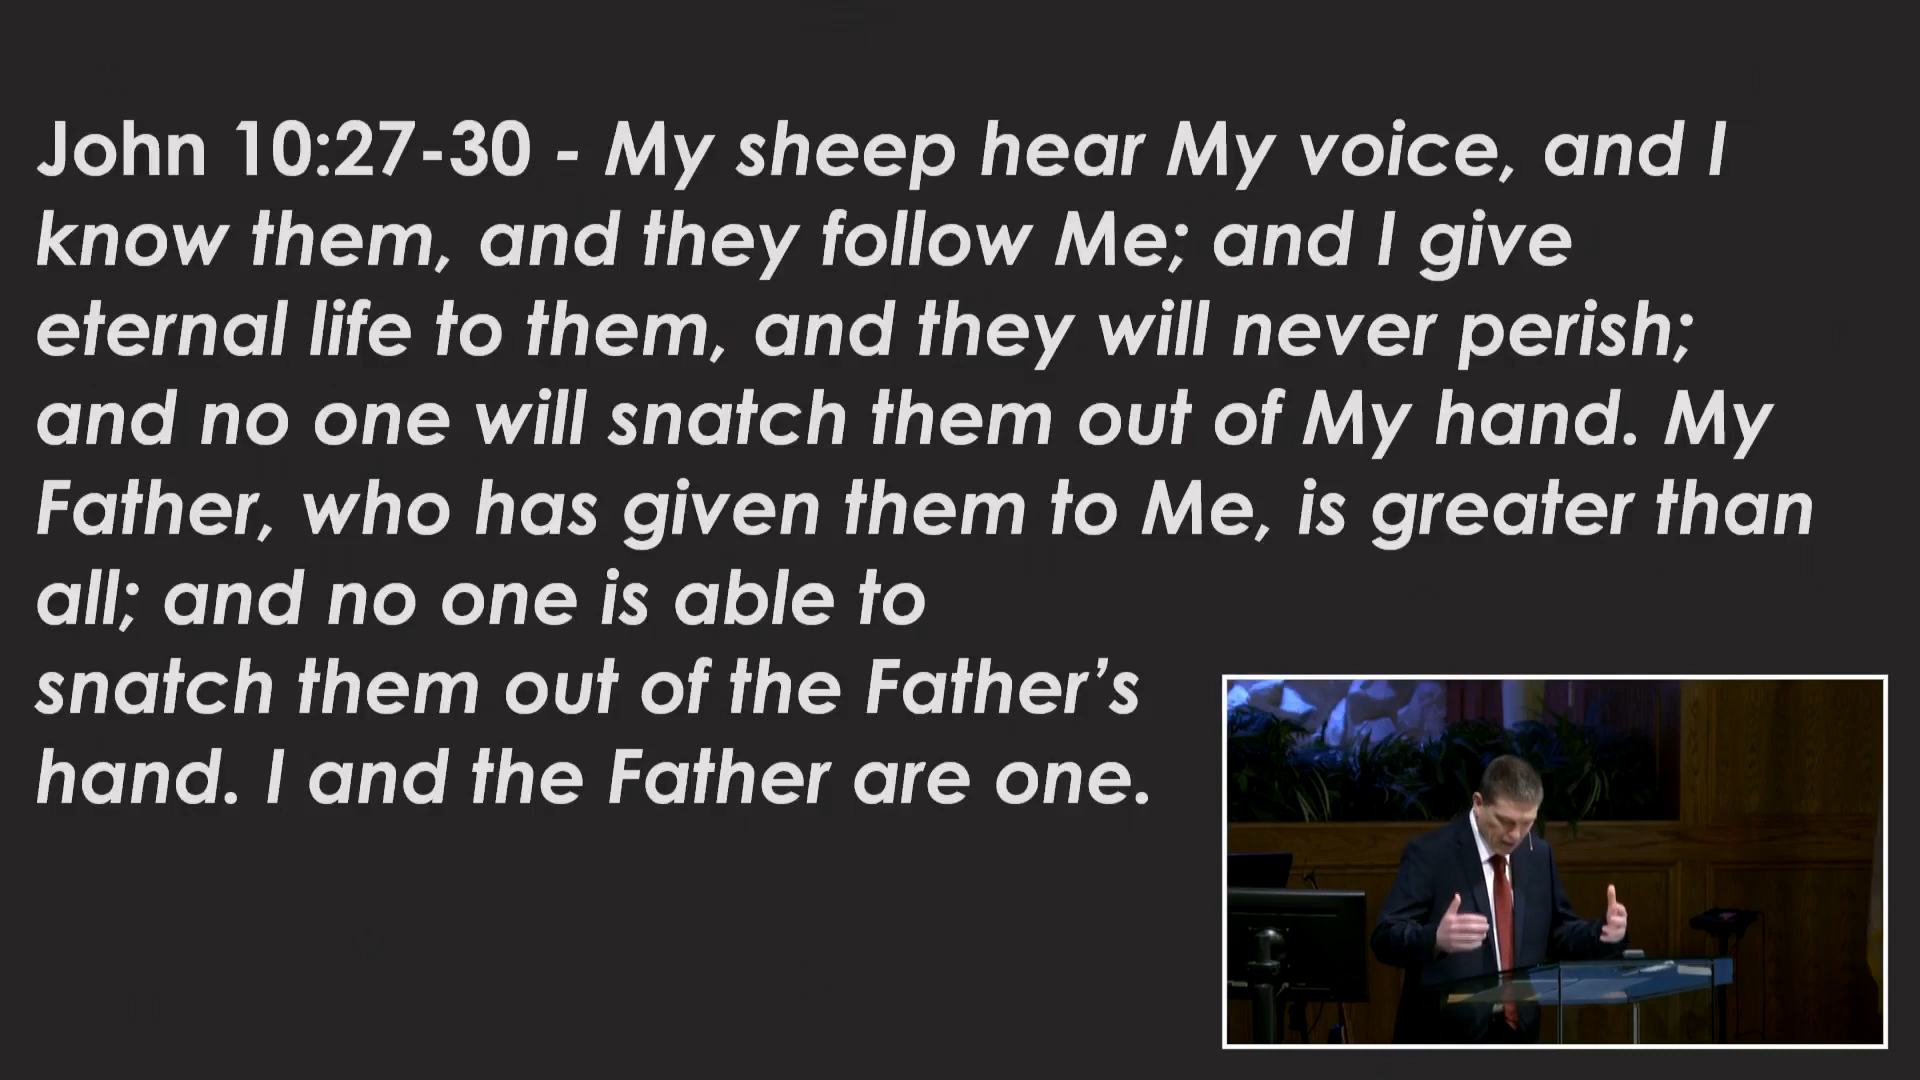 John 10:27-30 - My sheep hear My voice, and I
know them, and they follow Me; and I give
eternal life to them, and they will never perish;
and no one will snatch them out of My hand. My
Father, who has given them to Me, is greater than
all; and no one is able to
snatch them out of the Father’s
hand. I and the Father are one.